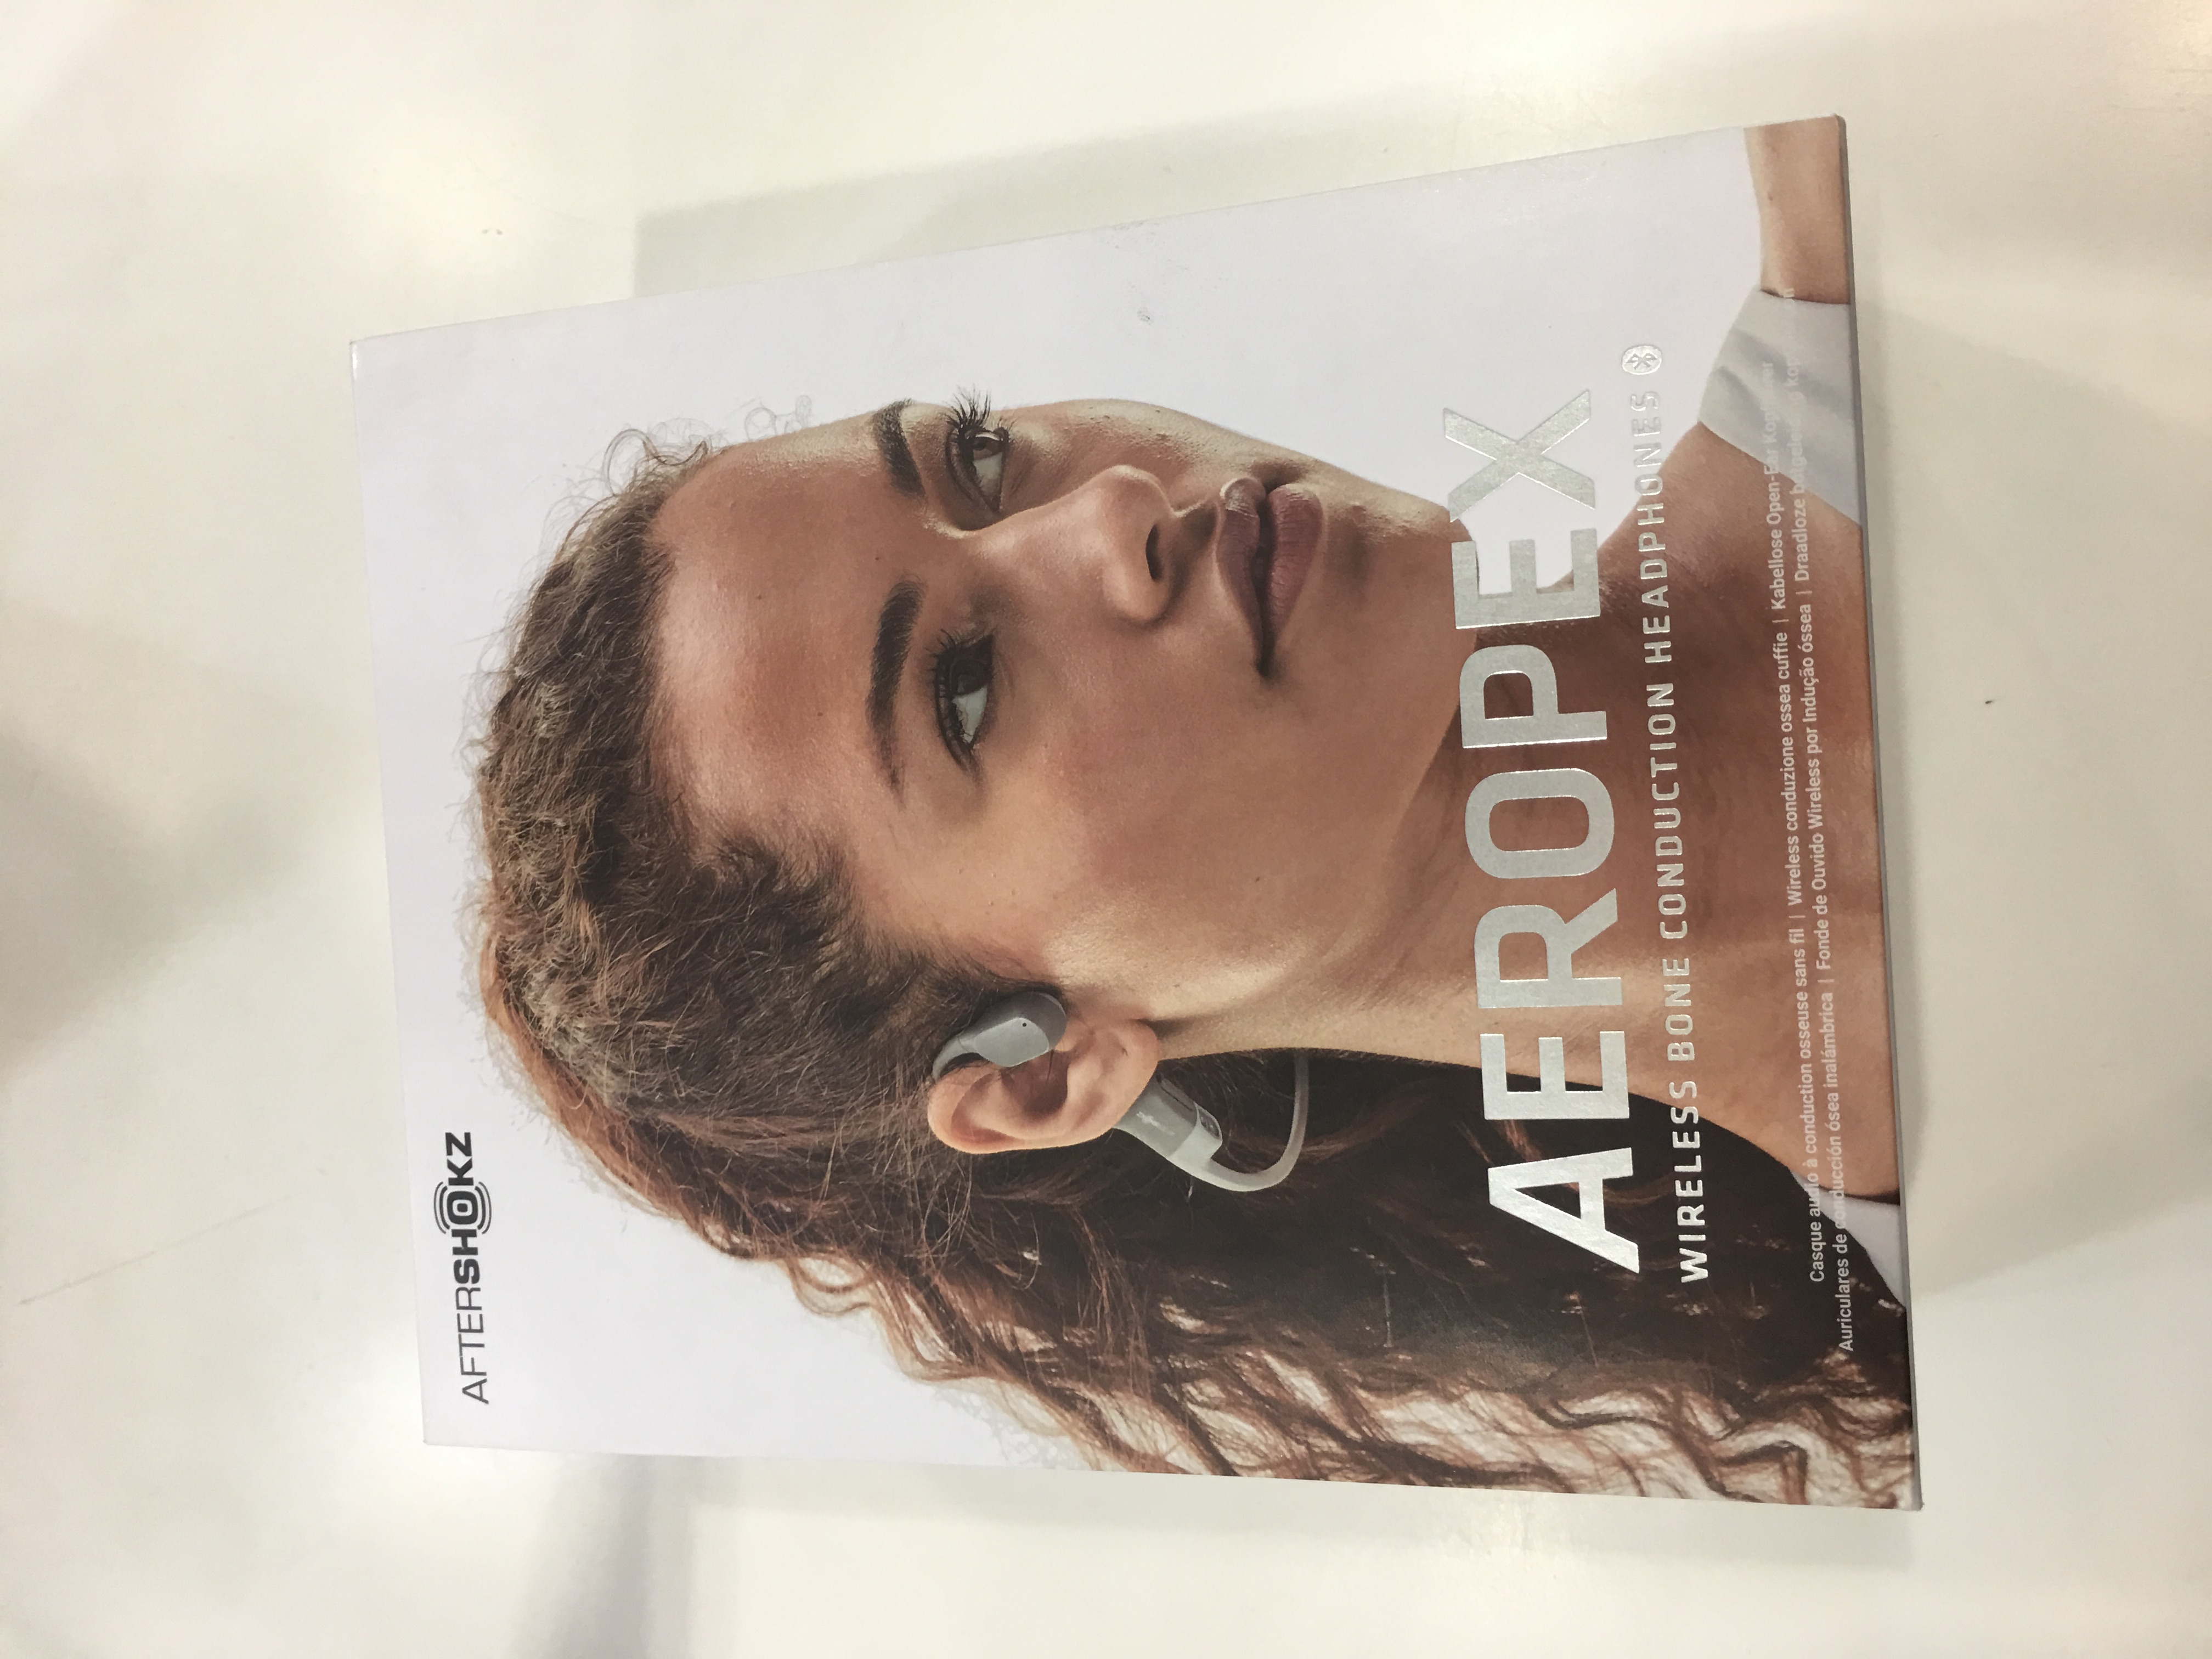 AFTERSHOKZ
AEROPEX
WIRELESS BONE CONDUCTION HEADPHONES
Casque audio à conduction osseuse sans fil | Wireless conduzione ossea cuffie | Kabellose Open-Ear Kopfhörer
Auriculares de conducción ósea inalámbrica | Fonde de Ouvido Wireless por Indução óssea | Draadloze botgeleiding